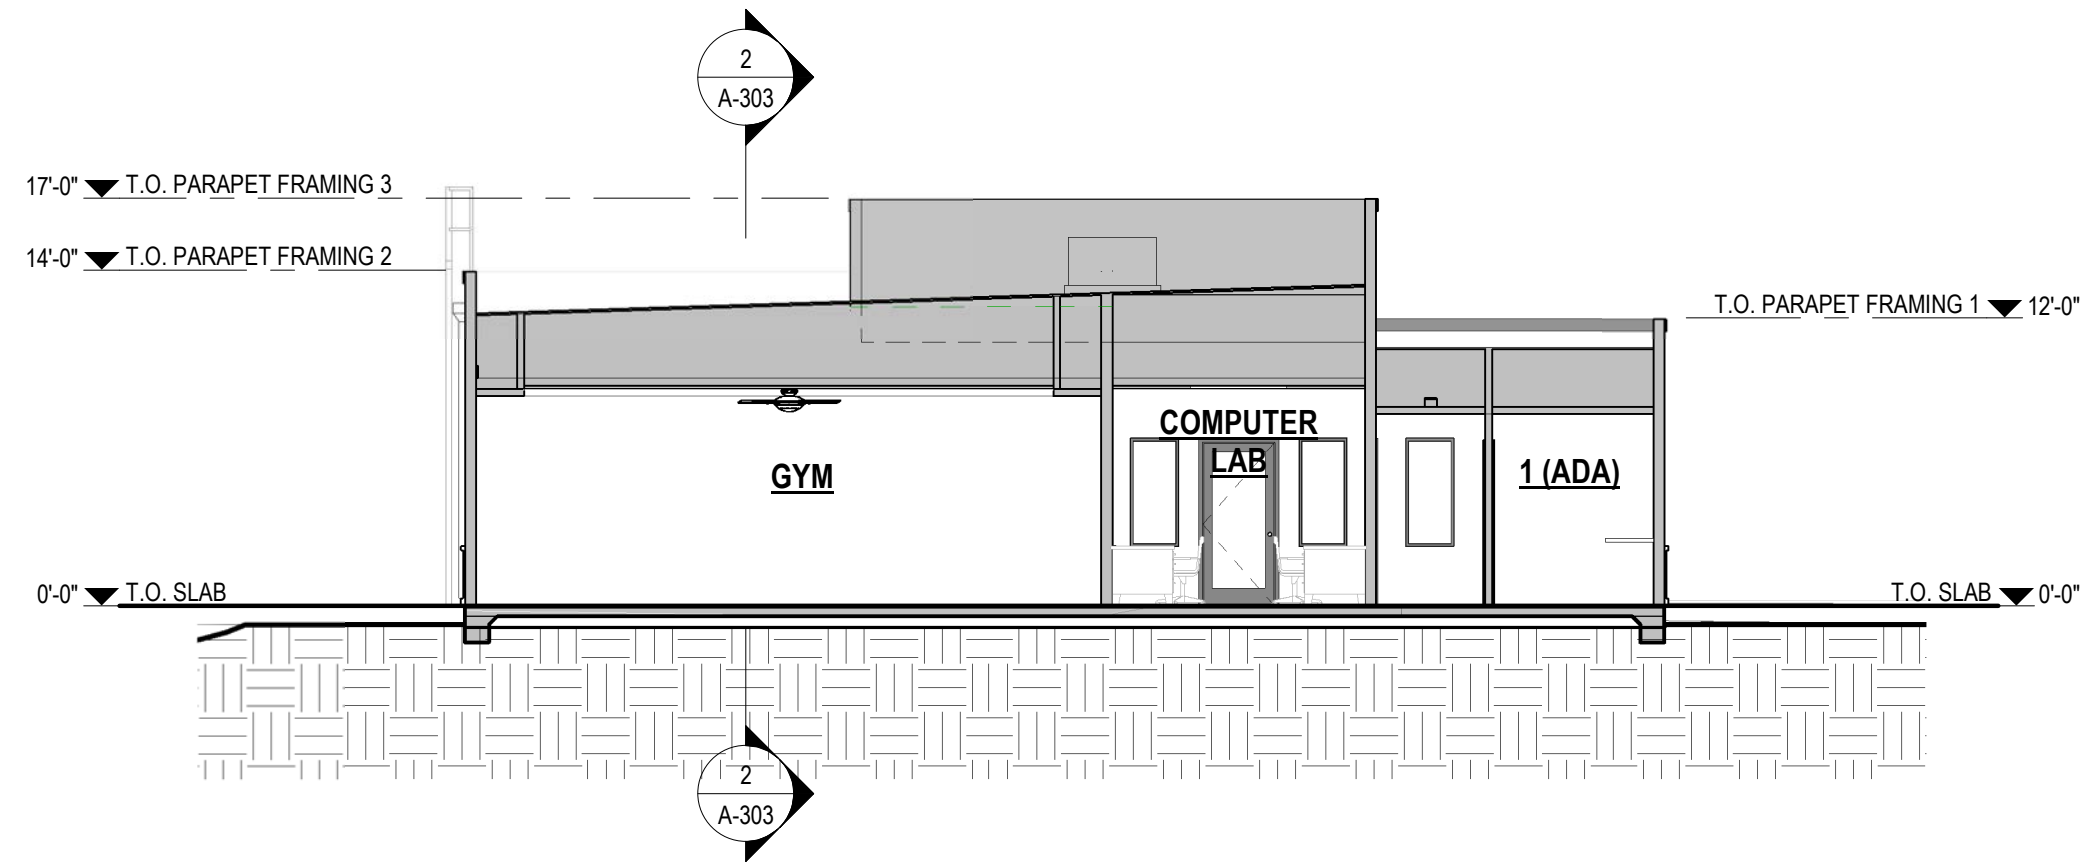 2
A-303
17'-0" T.O. PARAPET FRAMING 3
14'-0" T.O. PARAPET FRAMING 2
T.O. PARAPET FRAMING 1 12'-0"
COMPUTER
LAB
GYM
1 (ADA)
0'-0" T.O. SLAB
T.O. SLAB 0'-0"
2
A-303